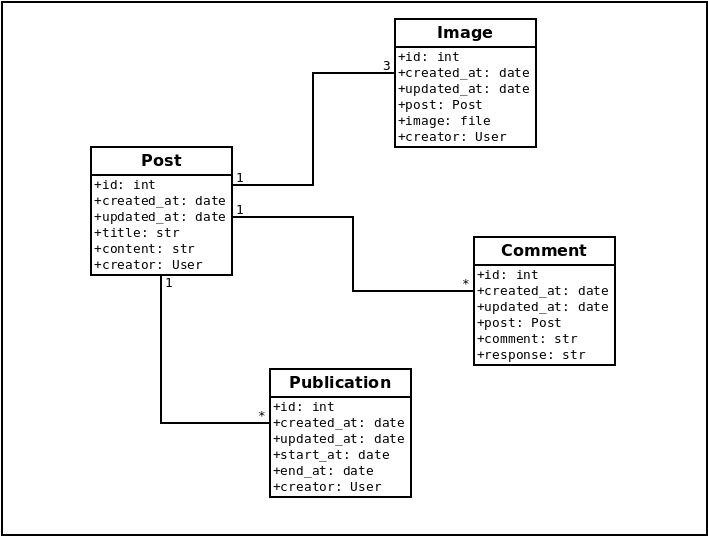 Image
+id: int
+created_at: date
+updated_at: date
+post: Post
+image: file
+creator: User
3
Post
+id: int
+created_at: date
+updated_at: date
+title: str
+content: str
+creator: User
1
1
1
Comment
+id: int
+created_at: date
+updated_at: date
+post: Post
+comment: str
+response: str
*
Publication
+id: int
+created_at: date
+updated_at: date
+start_at: date
+end_at: date
+creator: User
*